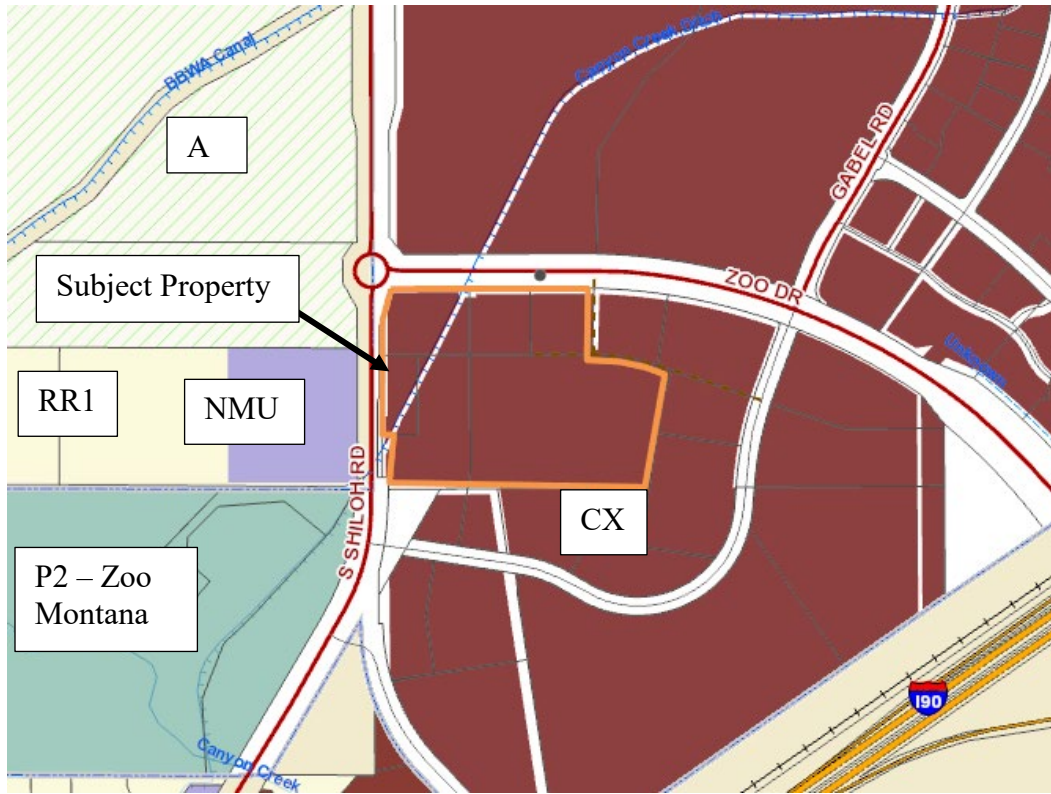 BBWA Canal
Canyon Creek Ditch
A
GABEL RD
Subject Property
ZOO DR
Unknown
RR1
NMU
S SHILOH RD
CX
P2 – Zoo
Montana
I90
Canyon Creek